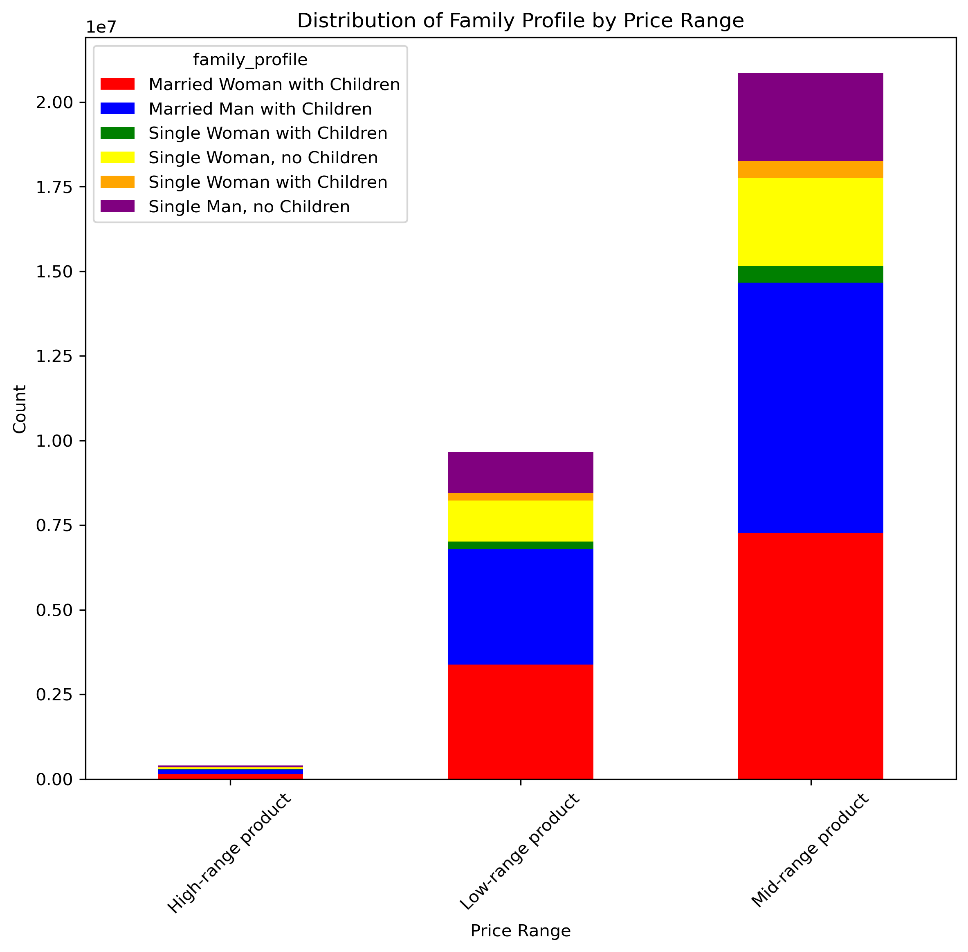 Distribution of Family Profile by Price Range
1e7
family_profile
Married Woman with Children
Married Man with Children
Single Woman with Children
Single Woman, no Children
Single Woman with Children
Single Man, no Children
2.00
1.75
1.50
1.25
1.00
0.75
0.50
0.25
0.00
Count
High-range product
Low-range product
Mid-range product
Price Range